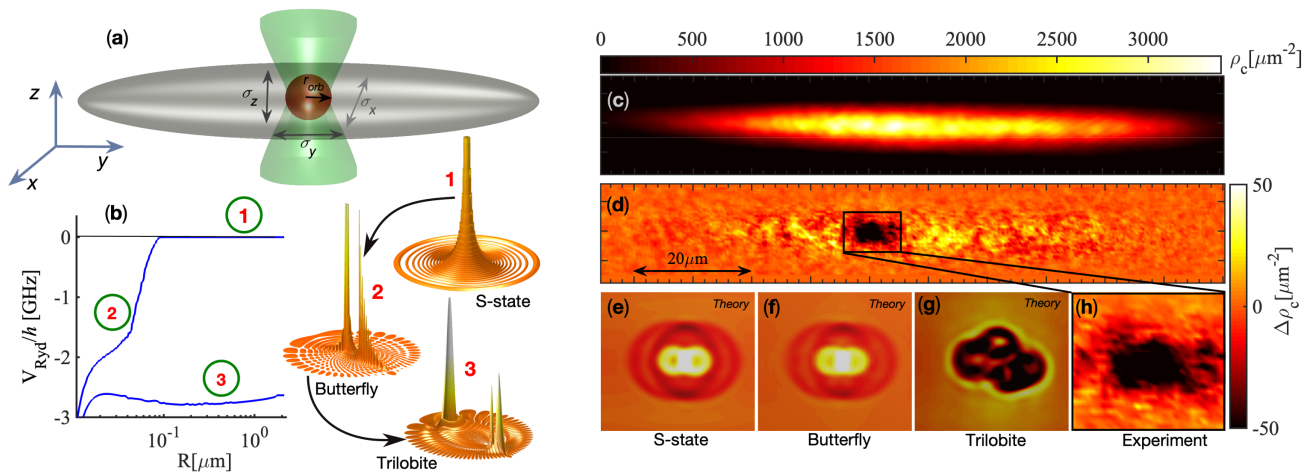 (a)
z
y
x
σz
r orb
σx
σy
(b)
0
-1
-2
-3
V Ryd/h [GHz]
10⁻¹
10⁰
R[μm]
1
2
3
1
S-state
2
Butterfly
3
Trilobite
0 500 1000 1500 2000 2500 3000
ρc[μm⁻²]
(c)
(d)
20μm
50
0
-50
Δρc[μm⁻²]
(e) Theory
S-state
(f) Theory
Butterfly
(g) Theory
Trilobite
(h)
Experiment